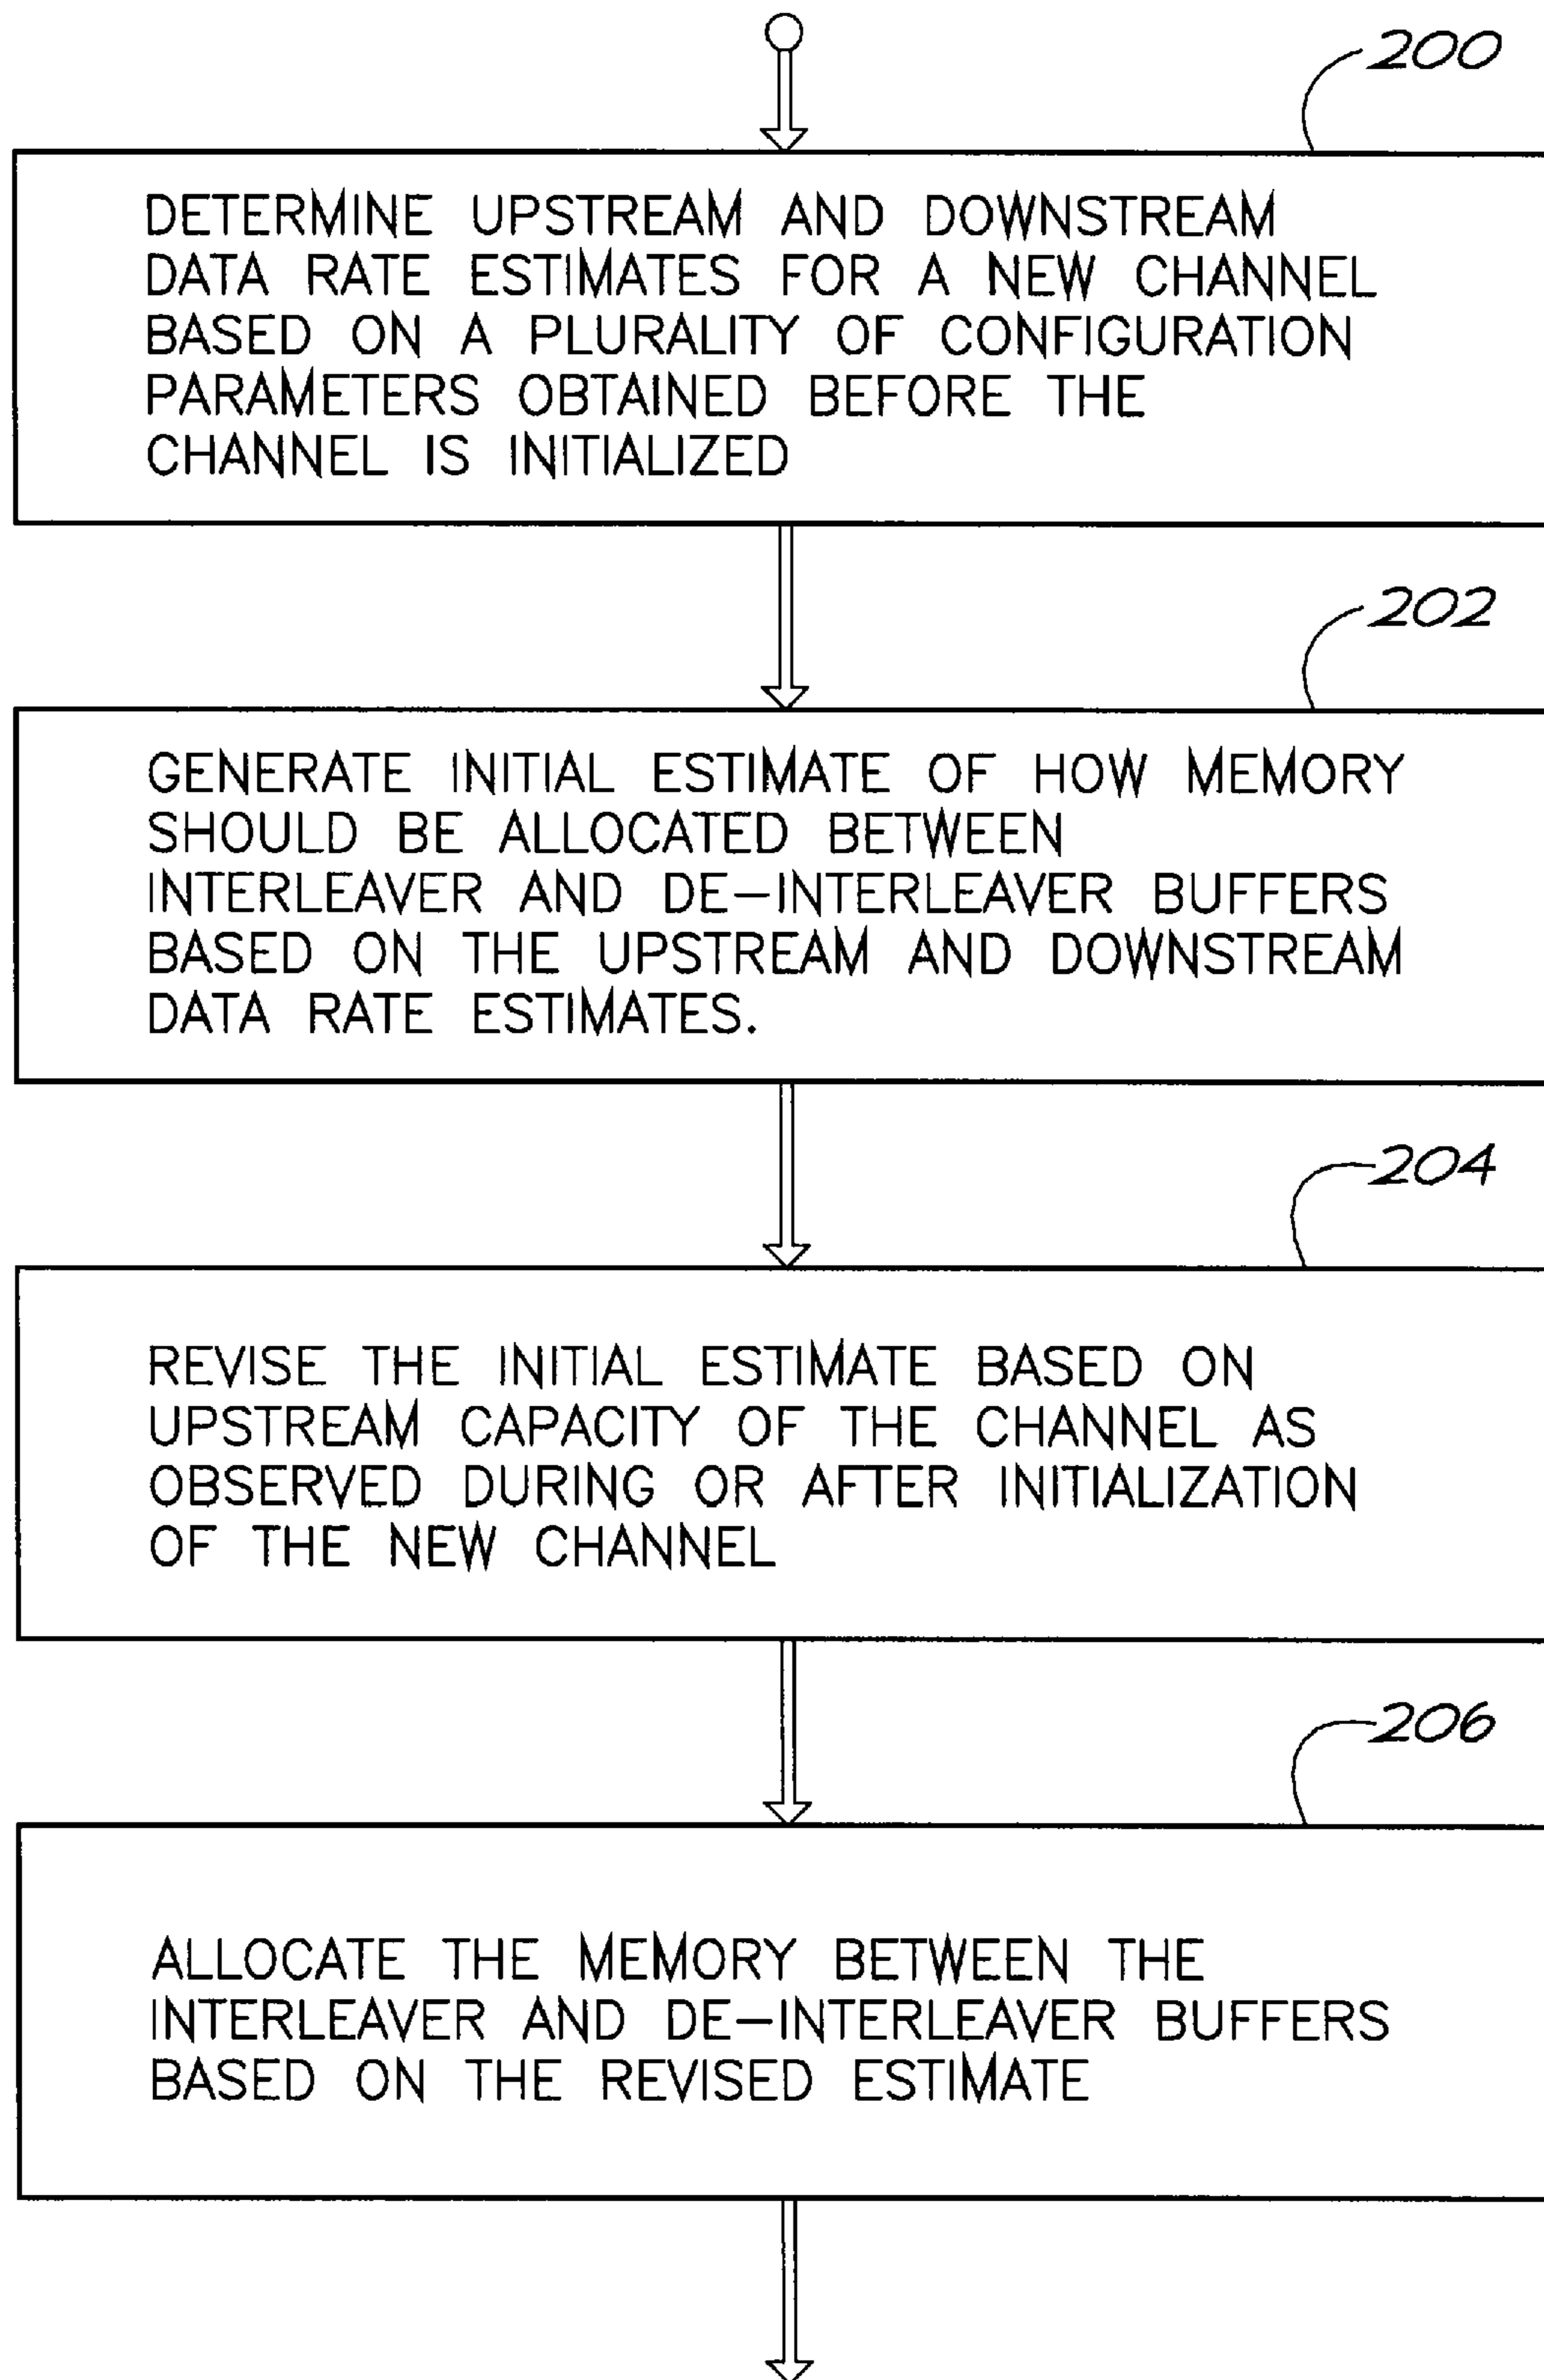 200
DETERMINE UPSTREAM AND DOWNSTREAM
DATA RATE ESTIMATES FOR A NEW CHANNEL
BASED ON A PLURALITY OF CONFIGURATION
PARAMETERS OBTAINED BEFORE THE
CHANNEL IS INITIALIZED
202
GENERATE INITIAL ESTIMATE OF HOW MEMORY
SHOULD BE ALLOCATED BETWEEN
INTERLEAVER AND DE-INTERLEAVER BUFFERS
BASED ON THE UPSTREAM AND DOWNSTREAM
DATA RATE ESTIMATES.
204
REVISE THE INITIAL ESTIMATE BASED ON
UPSTREAM CAPACITY OF THE CHANNEL AS
OBSERVED DURING OR AFTER INITIALIZATION
OF THE NEW CHANNEL
206
ALLOCATE THE MEMORY BETWEEN THE
INTERLEAVER AND DE-INTERLEAVER BUFFERS
BASED ON THE REVISED ESTIMATE